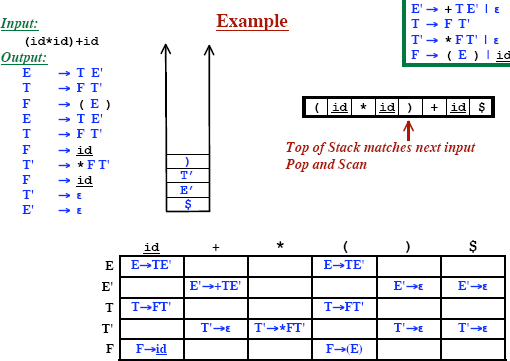 Example
E' → + T E' | ε
T → F T'
T' → * F T' | ε
F → ( E ) | id
Input:
(id*id)+id
Output:
E → T E'
T → F T'
F → ( E )
E → T E'
T → F T'
F → id
T' → * F T'
F → id
T' → ε
E' → ε
)
T'
E'
$
( id * id ) + id $
Top of Stack matches next input
Pop and Scan
id + * ( ) $
E E→TE' E→TE'
E' E'→+TE' E'→ε E'→ε
T T→FT' T→FT'
T' T'→ε T'→*FT' T'→ε T'→ε
F F→id F→(E)